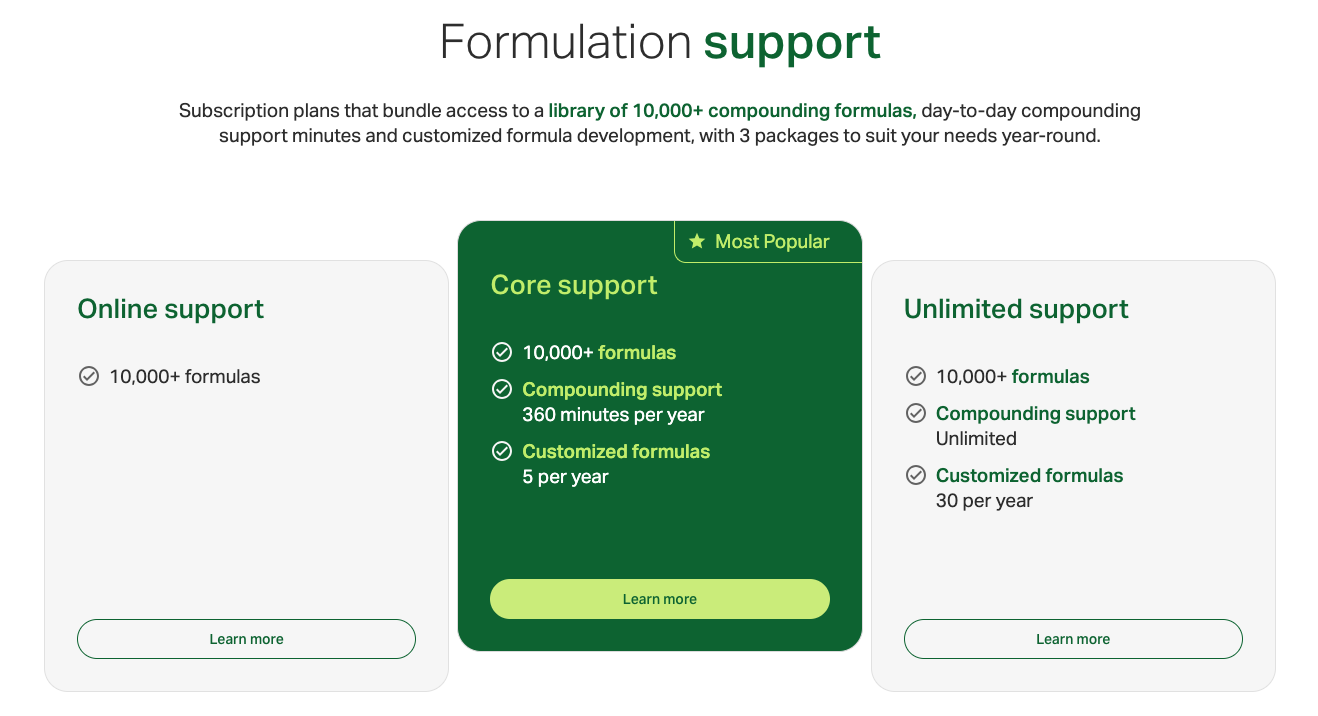 Formulation support
Subscription plans that bundle access to a library of 10,000+ compounding formulas, day-to-day compounding
support minutes and customized formula development, with 3 packages to suit your needs year-round.
Online support
10,000+ formulas
Learn more
Most Popular
Core support
10,000+ formulas
Compounding support
360 minutes per year
Customized formulas
5 per year
Learn more
Unlimited support
10,000+ formulas
Compounding support
Unlimited
Customized formulas
30 per year
Learn more